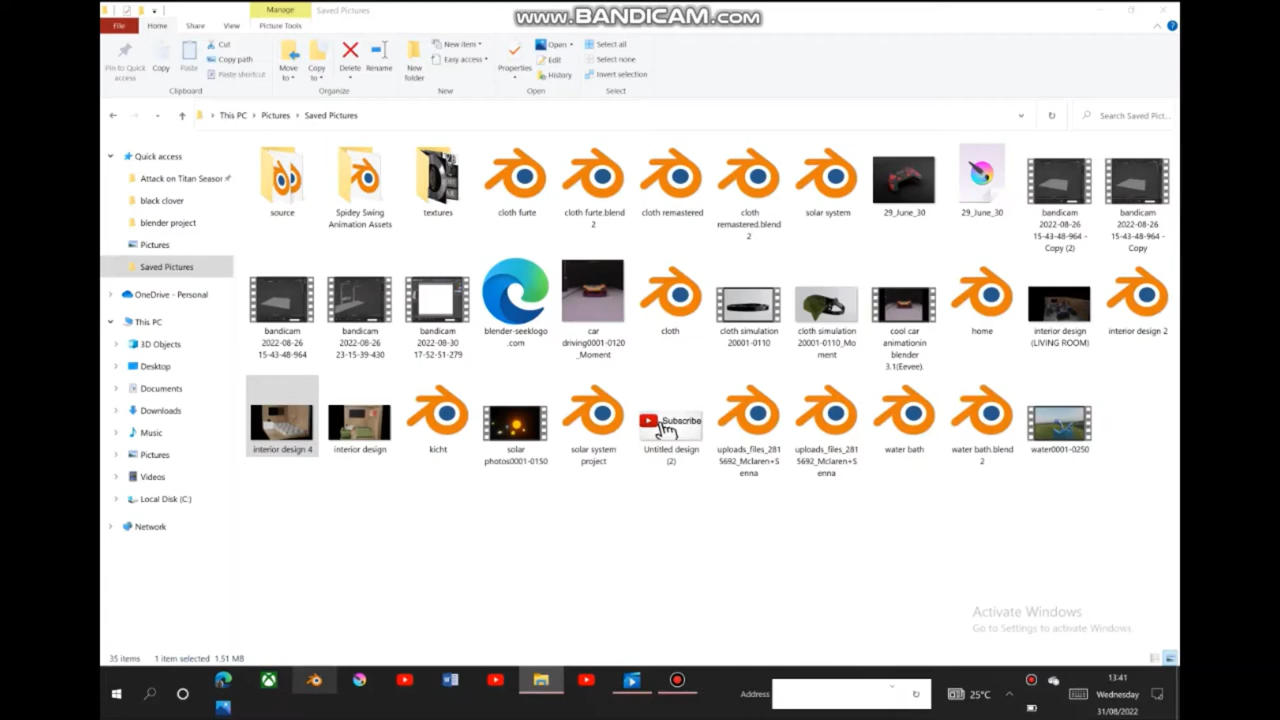 www.BANDICAM.com
Manage
Saved Pictures
File
Home
Share
View
Picture Tools
Pin to Quick access
Copy
Paste
Cut
Copy path
Paste shortcut
Clipboard
Move to
Copy to
Delete
Rename
Organize
New folder
New item
Easy access
New
Properties
Open
Edit
History
Open
Select all
Select none
Invert selection
Select
This PC
Pictures
Saved Pictures
Search Saved Pict...
Quick access
Attack on Titan Seasor
black clover
blender project
Pictures
Saved Pictures
OneDrive - Personal
This PC
3D Objects
Desktop
Documents
Downloads
Music
Pictures
Videos
Local Disk (C:)
Network
source
Spidey Swing Animation Assets
textures
cloth furte
cloth furte.blend 2
cloth remastered
cloth remastered.blend 2
solar system
29_June_30
29_June_30
bandicam 2022-08-26 15-43-48-964 - Copy (2)
bandicam 2022-08-26 15-43-48-964 - Copy
bandicam 2022-08-26 15-43-48-964
bandicam 2022-08-26 23-15-39-430
bandicam 2022-08-30 17-52-51-279
blender-seeklogo .com
car driving0001-0120 _Moment
cloth
cloth simulation 20001-0110
cloth simulation 20001-0110_Mo ment
cool car animationin blender 3.1(Eevee).
home
interior design (LIVING ROOM)
interior design 2
interior design 4
interior design
kicht
solar photos0001-0150
solar system project
Subscribe
Untitled design (2)
uploads_files_281 5692_Mclaren+S enna
uploads_files_281 5692_Mclaren+S enna
water bath
water bath.blend 2
water0001-0250
Activate Windows
Go to Settings to activate Windows.
35 items
1 item selected 1.51 MB
Address
25°C
13:41
Wednesday
31/08/2022